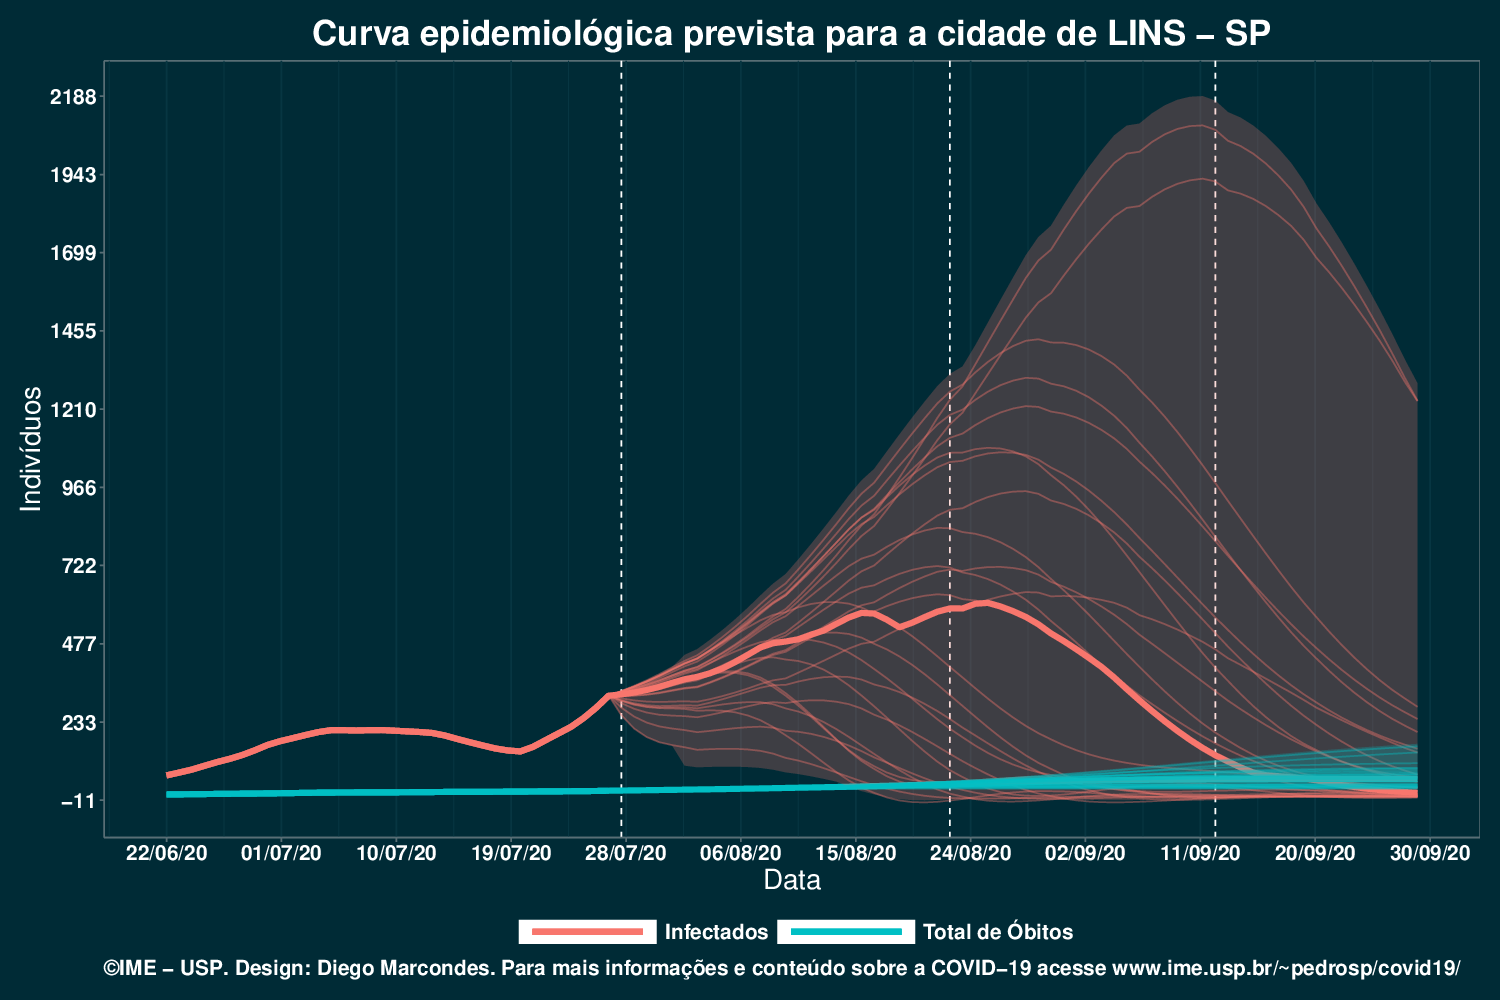 Curva epidemiológica prevista para a cidade de LINS – SP
Indivíduos
2188
1943
1699
1455
1210
966
722
477
233
−11
22/06/20 01/07/20 10/07/20 19/07/20 28/07/20 06/08/20 15/08/20 24/08/20 02/09/20 11/09/20 20/09/20 30/09/20
Data
Infectados Total de Óbitos
©IME – USP. Design: Diego Marcondes. Para mais informações e conteúdo sobre a COVID−19 acesse www.ime.usp.br/~pedrosp/covid19/